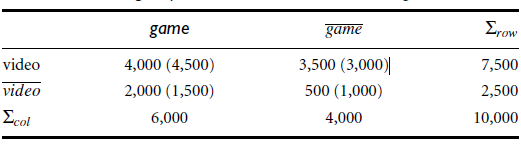 game game Σrow
video 4,000 (4,500) 3,500 (3,000) 7,500
video 2,000 (1,500) 500 (1,000) 2,500
Σcol 6,000 4,000 10,000